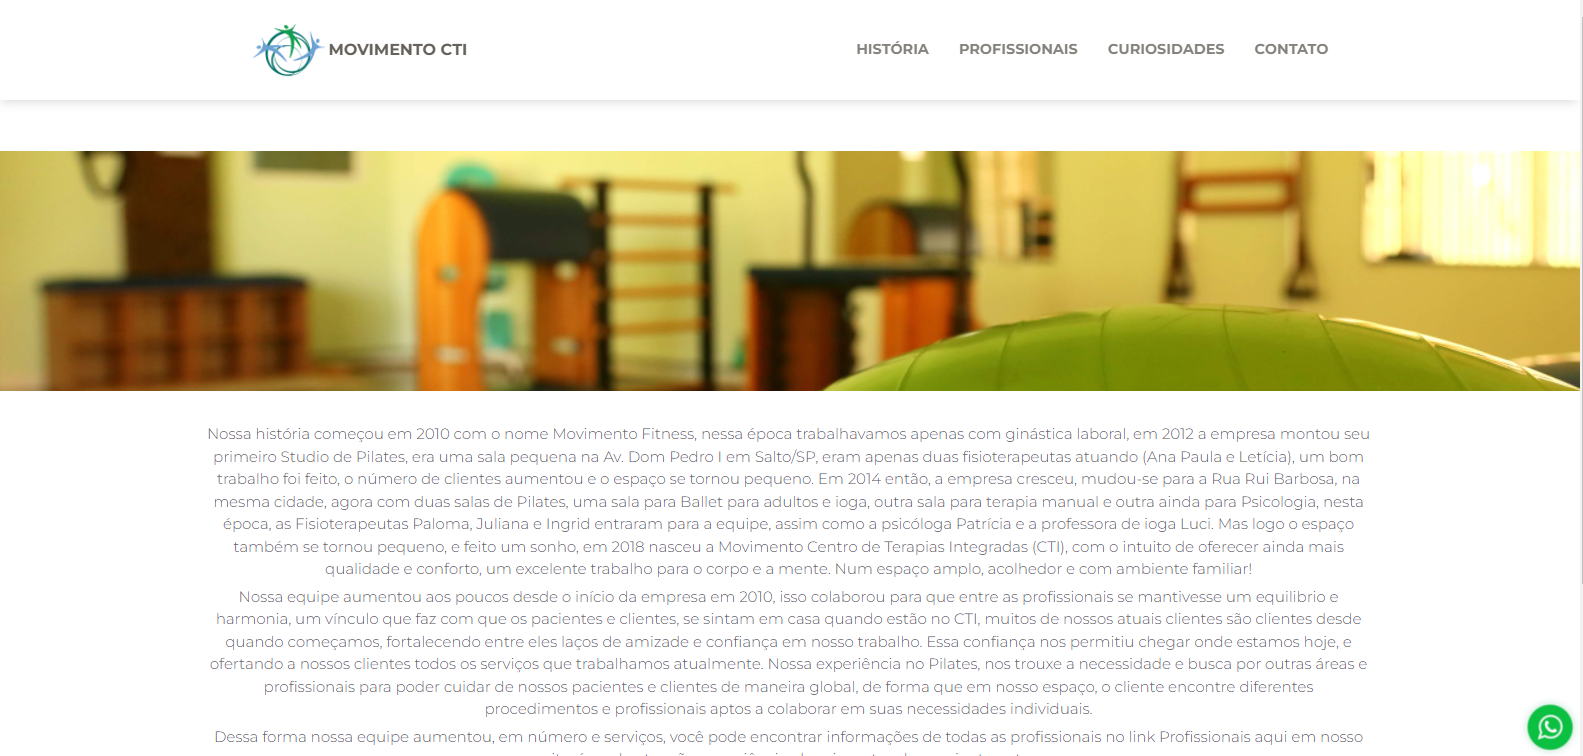 MOVIMENTO CTI
HISTÓRIA PROFISSIONAIS CURIOSIDADES CONTATO
Nossa história começou em 2010 com o nome Movimento Fitness, nessa época trabalhavamos apenas com ginástica laboral, em 2012 a empresa montou seu
primeiro Studio de Pilates, era uma sala pequena na Av. Dom Pedro I em Salto/SP, eram apenas duas fisioterapeutas atuando (Ana Paula e Letícia), um bom
trabalho foi feito, o número de clientes aumentou e o espaço se tornou pequeno. Em 2014 então, a empresa cresceu, mudou-se para a Rua Rui Barbosa, na
mesma cidade, agora com duas salas de Pilates, uma sala para Ballet para adultos e ioga, outra sala para terapia manual e outra ainda para Psicologia, nesta
época, as Fisioterapeutas Paloma, Juliana e Ingrid entraram para a equipe, assim como a psicóloga Patrícia e a professora de ioga Luci. Mas logo o espaço
também se tornou pequeno, e feito um sonho, em 2018 nasceu a Movimento Centro de Terapias Integradas (CTI), com o intuito de oferecer ainda mais
qualidade e conforto, um excelente trabalho para o corpo e a mente. Num espaço amplo, acolhedor e com ambiente familiar!
Nossa equipe aumentou aos poucos desde o início da empresa em 2010, isso colaborou para que entre as profissionais se mantivesse um equilibrio e
harmonia, um vínculo que faz com que os pacientes e clientes, se sintam em casa quando estão no CTI, muitos de nossos atuais clientes são clientes desde
quando começamos, fortalecendo entre eles laços de amizade e confiança em nosso trabalho. Essa confiança nos permitiu chegar onde estamos hoje, e
ofertando a nossos clientes todos os serviços que trabalhamos atualmente. Nossa experiência no Pilates, nos trouxe a necessidade e busca por outras áreas e
profissionais para poder cuidar de nossos pacientes e clientes de maneira global, de forma que em nosso espaço, o cliente encontre diferentes
procedimentos e profissionais aptos a colaborar em suas necessidades individuais.
Dessa forma nossa equipe aumentou, em número e serviços, você pode encontrar informações de todas as profissionais no link Profissionais aqui em nosso